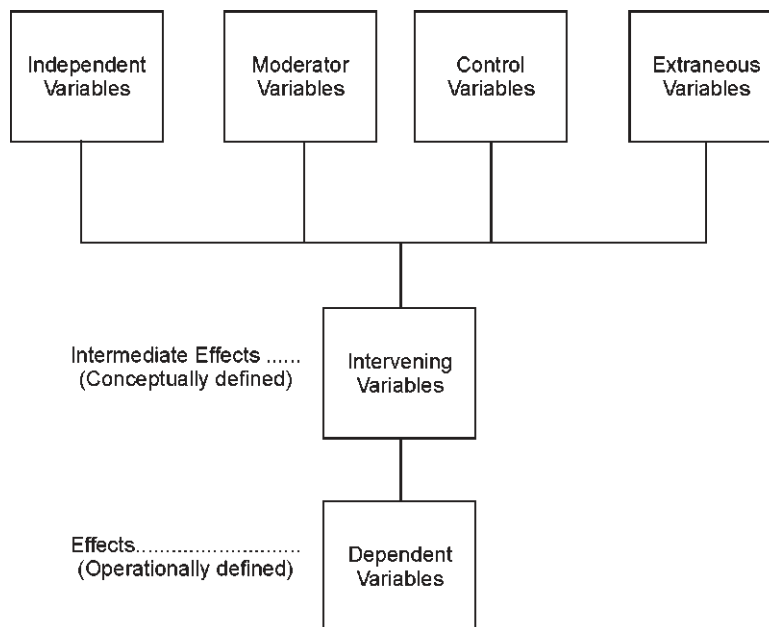 Independent
Variables
Moderator
Variables
Control
Variables
Extraneous
Variables
Intermediate Effects ......
(Conceptually defined)
Intervening
Variables
Effects............................
(Operationally defined)
Dependent
Variables